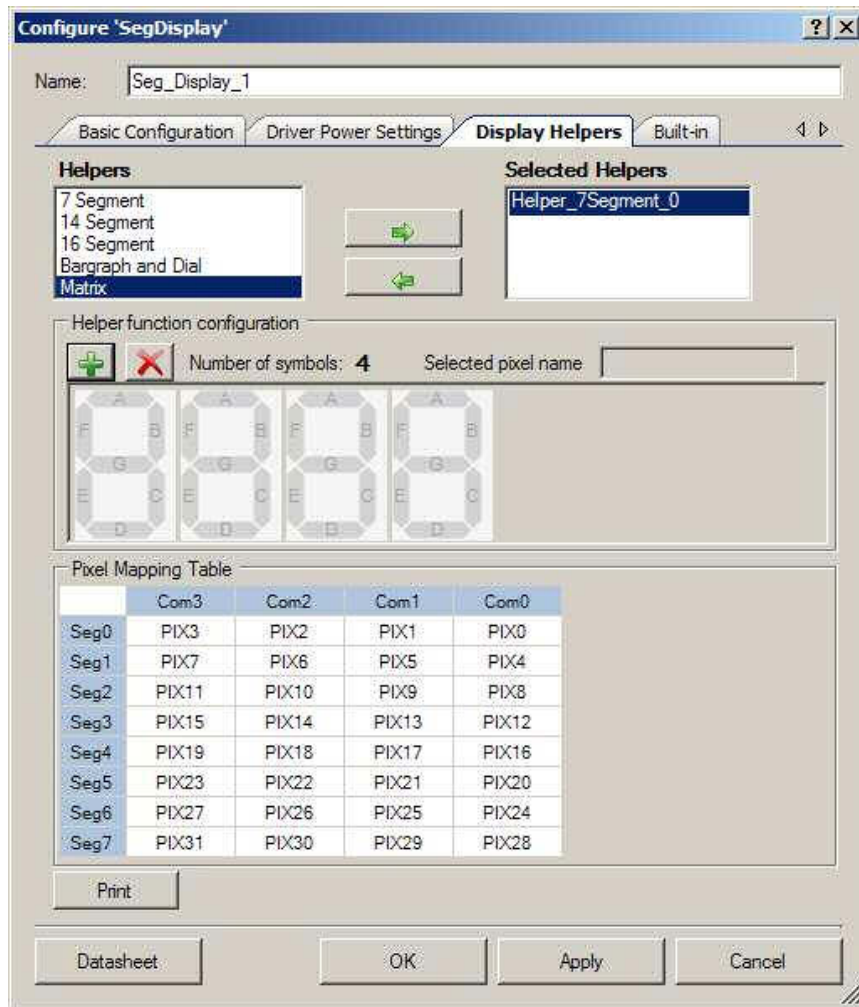 Configure 'SegDisplay'
? X
Name: Seg_Display_1
Basic Configuration Driver Power Settings Display Helpers Built-in
Helpers
7 Segment
14 Segment
16 Segment
Bargraph and Dial
Matrix
Selected Helpers
Helper_7Segment_0
Helper function configuration
Number of symbols: 4 Selected pixel name
A A A A
F B F B F B F B
G G G G
E C E C E C E C
D D D D
Pixel Mapping Table
Com3 Com2 Com1 Com0
Seg0 PIX3 PIX2 PIX1 PIX0
Seg1 PIX7 PIX6 PIX5 PIX4
Seg2 PIX11 PIX10 PIX9 PIX8
Seg3 PIX15 PIX14 PIX13 PIX12
Seg4 PIX19 PIX18 PIX17 PIX16
Seg5 PIX23 PIX22 PIX21 PIX20
Seg6 PIX27 PIX26 PIX25 PIX24
Seg7 PIX31 PIX30 PIX29 PIX28
Print
Datasheet OK Apply Cancel